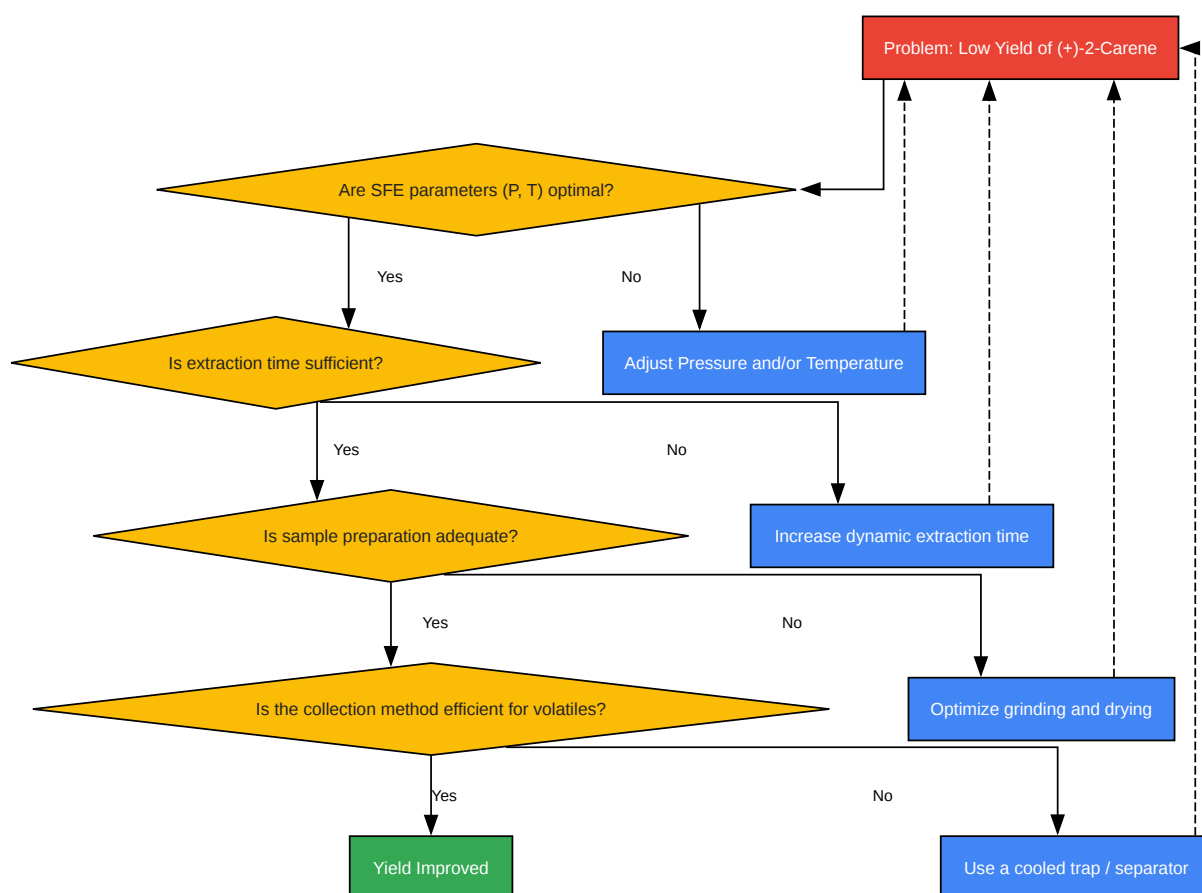 Problem: Low Yield of (+)-2-Carene
Are SFE parameters (P, T) optimal?
Yes
No
Is extraction time sufficient?
Adjust Pressure and/or Temperature
Yes
No
Is sample preparation adequate?
Increase dynamic extraction time
Yes
No
Is the collection method efficient for volatiles?
Optimize grinding and drying
Yes
No
Yield Improved
Use a cooled trap / separator